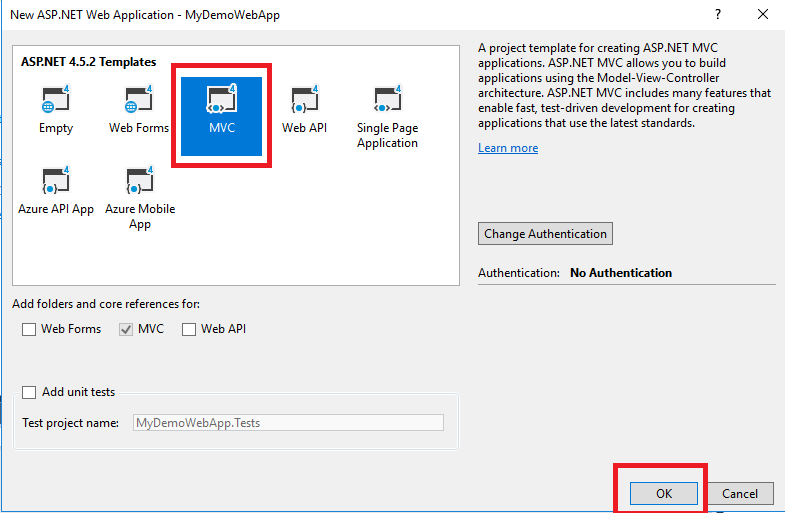 New ASP.NET Web Application - MyDemoWebApp
ASP.NET 4.5.2 Templates
Empty
Web Forms
MVC
Web API
Single Page
Application
Azure API App
Azure Mobile
App
A project template for creating ASP.NET MVC
applications. ASP.NET MVC allows you to build
applications using the Model-View-Controller
architecture. ASP.NET MVC includes many features that
enable fast, test-driven development for creating
applications that use the latest standards.
Learn more
Change Authentication
Authentication: No Authentication
Add folders and core references for:
Web Forms
MVC
Web API
Add unit tests
Test project name: MyDemoWebApp.Tests
OK
Cancel